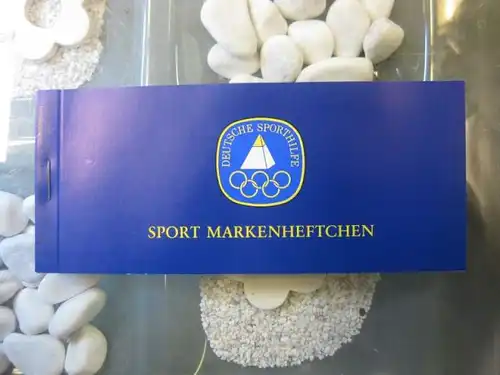 DEUTSCHE SPORTHILFE
SPORT MARKENHEFTCHEN